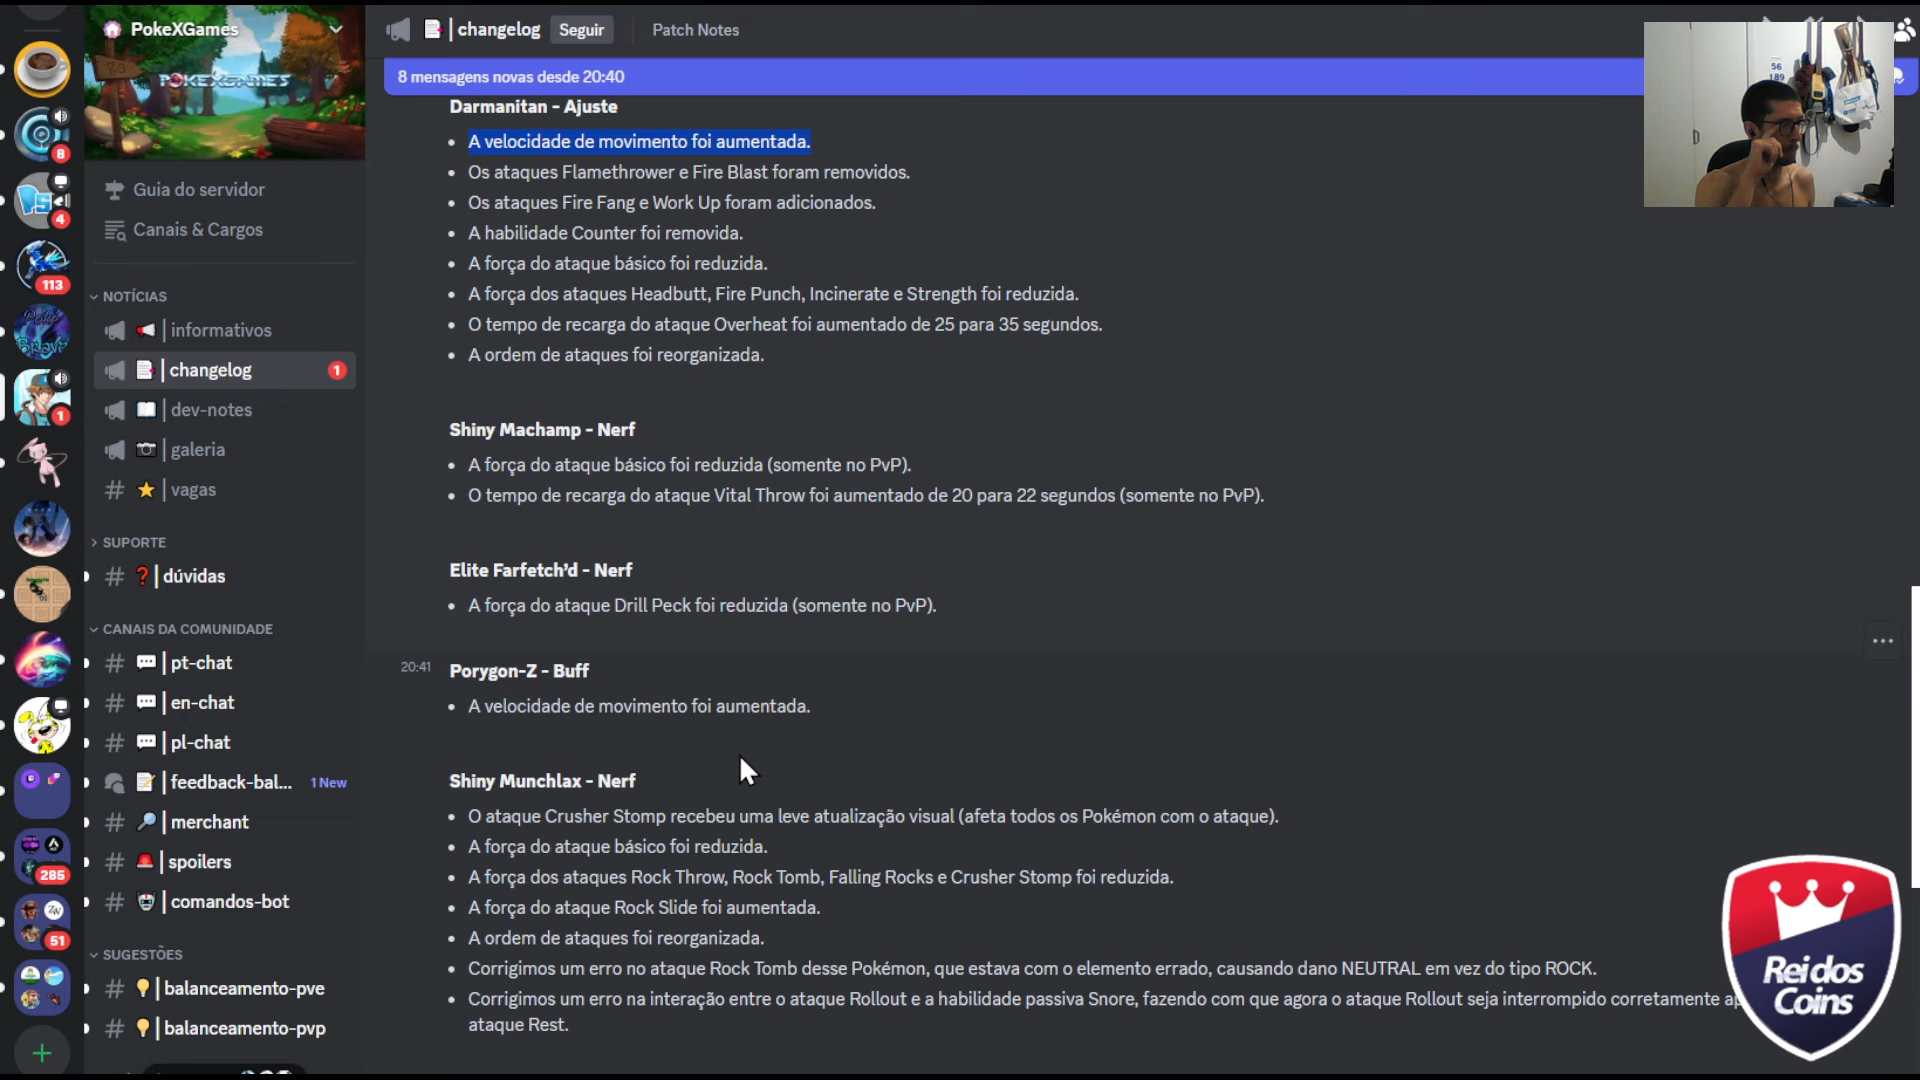 PokeXGames
POKEXGAMES
Guia do servidor
Canais & Cargos
NOTÍCIAS
informativos
changelog
1
dev-notes
galeria
vagas
SUPORTE
dúvidas
CANAIS DA COMUNIDADE
pt-chat
en-chat
pl-chat
feedback-bal...
1 New
merchant
spoilers
comandos-bot
SUGESTÕES
balanceamento-pve
balanceamento-pvp
8
4
113
1
285
51
changelog
Seguir
Patch Notes
8 mensagens novas desde 20:40
Darmanitan - Ajuste
A velocidade de movimento foi aumentada.
Os ataques Flamethrower e Fire Blast foram removidos.
Os ataques Fire Fang e Work Up foram adicionados.
A habilidade Counter foi removida.
A força do ataque básico foi reduzida.
A força dos ataques Headbutt, Fire Punch, Incinerate e Strength foi reduzida.
O tempo de recarga do ataque Overheat foi aumentado de 25 para 35 segundos.
A ordem de ataques foi reorganizada.
Shiny Machamp - Nerf
A força do ataque básico foi reduzida (somente no PvP).
O tempo de recarga do ataque Vital Throw foi aumentado de 20 para 22 segundos (somente no PvP).
Elite Farfetch’d - Nerf
A força do ataque Drill Peck foi reduzida (somente no PvP).
20:41
Porygon-Z - Buff
A velocidade de movimento foi aumentada.
Shiny Munchlax - Nerf
O ataque Crusher Stomp recebeu uma leve atualização visual (afeta todos os Pokémon com o ataque).
A força do ataque básico foi reduzida.
A força dos ataques Rock Throw, Rock Tomb, Falling Rocks e Crusher Stomp foi reduzida.
A força do ataque Rock Slide foi aumentada.
A ordem de ataques foi reorganizada.
Corrigimos um erro no ataque Rock Tomb desse Pokémon, que estava com o elemento errado, causando dano NEUTRAL em vez do tipo ROCK.
Corrigimos um erro na interação entre o ataque Rollout e a habilidade passiva Snore, fazendo com que agora o ataque Rollout seja interrompido corretamente
ataque Rest.
56
189
Rei dos
Coins